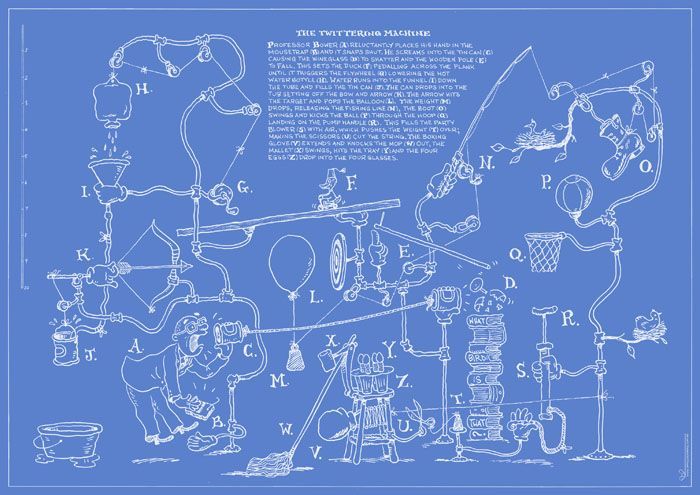 THE TWITTERING MACHINE
PROFESSOR BOWER (A) RELUCTANTLY PLACES HIS HAND IN THE
MOUSETRAP (B) AND IT SNAPS SHUT. HE SCREAMS INTO THE TIN CAN (C)
CAUSING THE WINEGLASS (D) TO SHATTER AND THE WOODEN POLE (E)
TO FALL. THIS SETS THE DUCK (F) PEDALLING ACROSS THE PLANK
UNTIL IT TRIGGERS THE FLYWHEEL (G) LOWERING THE HOT
WATER BOTTLE (H). WATER RUNS INTO THE FUNNEL (I) DOWN
THE TUBE AND FILLS THE TIN CAN (J). THE CAN DROPS INTO THE
TUB SETTING OFF THE BOW AND ARROW (K). THE ARROW HITS
THE TARGET AND POPS THE BALLOON (L). THE WEIGHT (M)
DROPS, RELEASING THE FISHING LINE (N), THE BOOT (O)
SWINGS AND KICKS THE BALL (P) THROUGH THE HOOP (Q)
LANDING ON THE PUMP HANDLE (R). THIS FILLS THE PARTY
BLOWER (S) WITH AIR, WHICH PUSHES THE WEIGHT (T) OVER,
MAKING THE SCISSORS (U) CUT THE STRING. THE BOXING
GLOVE (V) EXTENDS AND KNOCKS THE MOP (W) OUT, THE
MALLET (X) SWINGS, HITS THE TRAY (Y) AND THE FOUR
EGGS (Z) DROP INTO THE FOUR GLASSES.
H.
I.
G.
F.
N.
O.
P.
E.
Q.
K.
L.
D.
J.
A.
C.
M.
X.
Y.
Z.
R.
S.
T.
B.
W.
V.
U.
WHAT
BIRD
IS
THAT
?